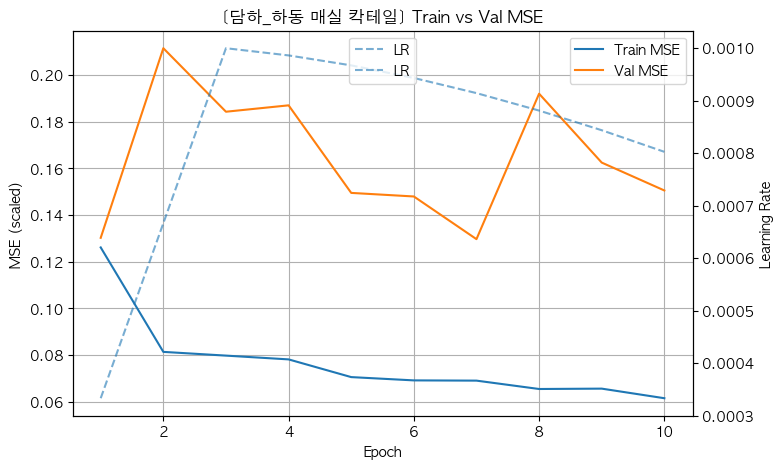 [담하_하동 매실 칵테일] Train vs Val MSE
LR
LR
Train MSE
Val MSE
0.20
0.18
0.16
0.14
0.12
0.10
0.08
0.06
MSE (scaled)
0.0010
0.0009
0.0008
0.0007
0.0006
0.0005
0.0004
0.0003
Learning Rate
2
4
6
8
10
Epoch